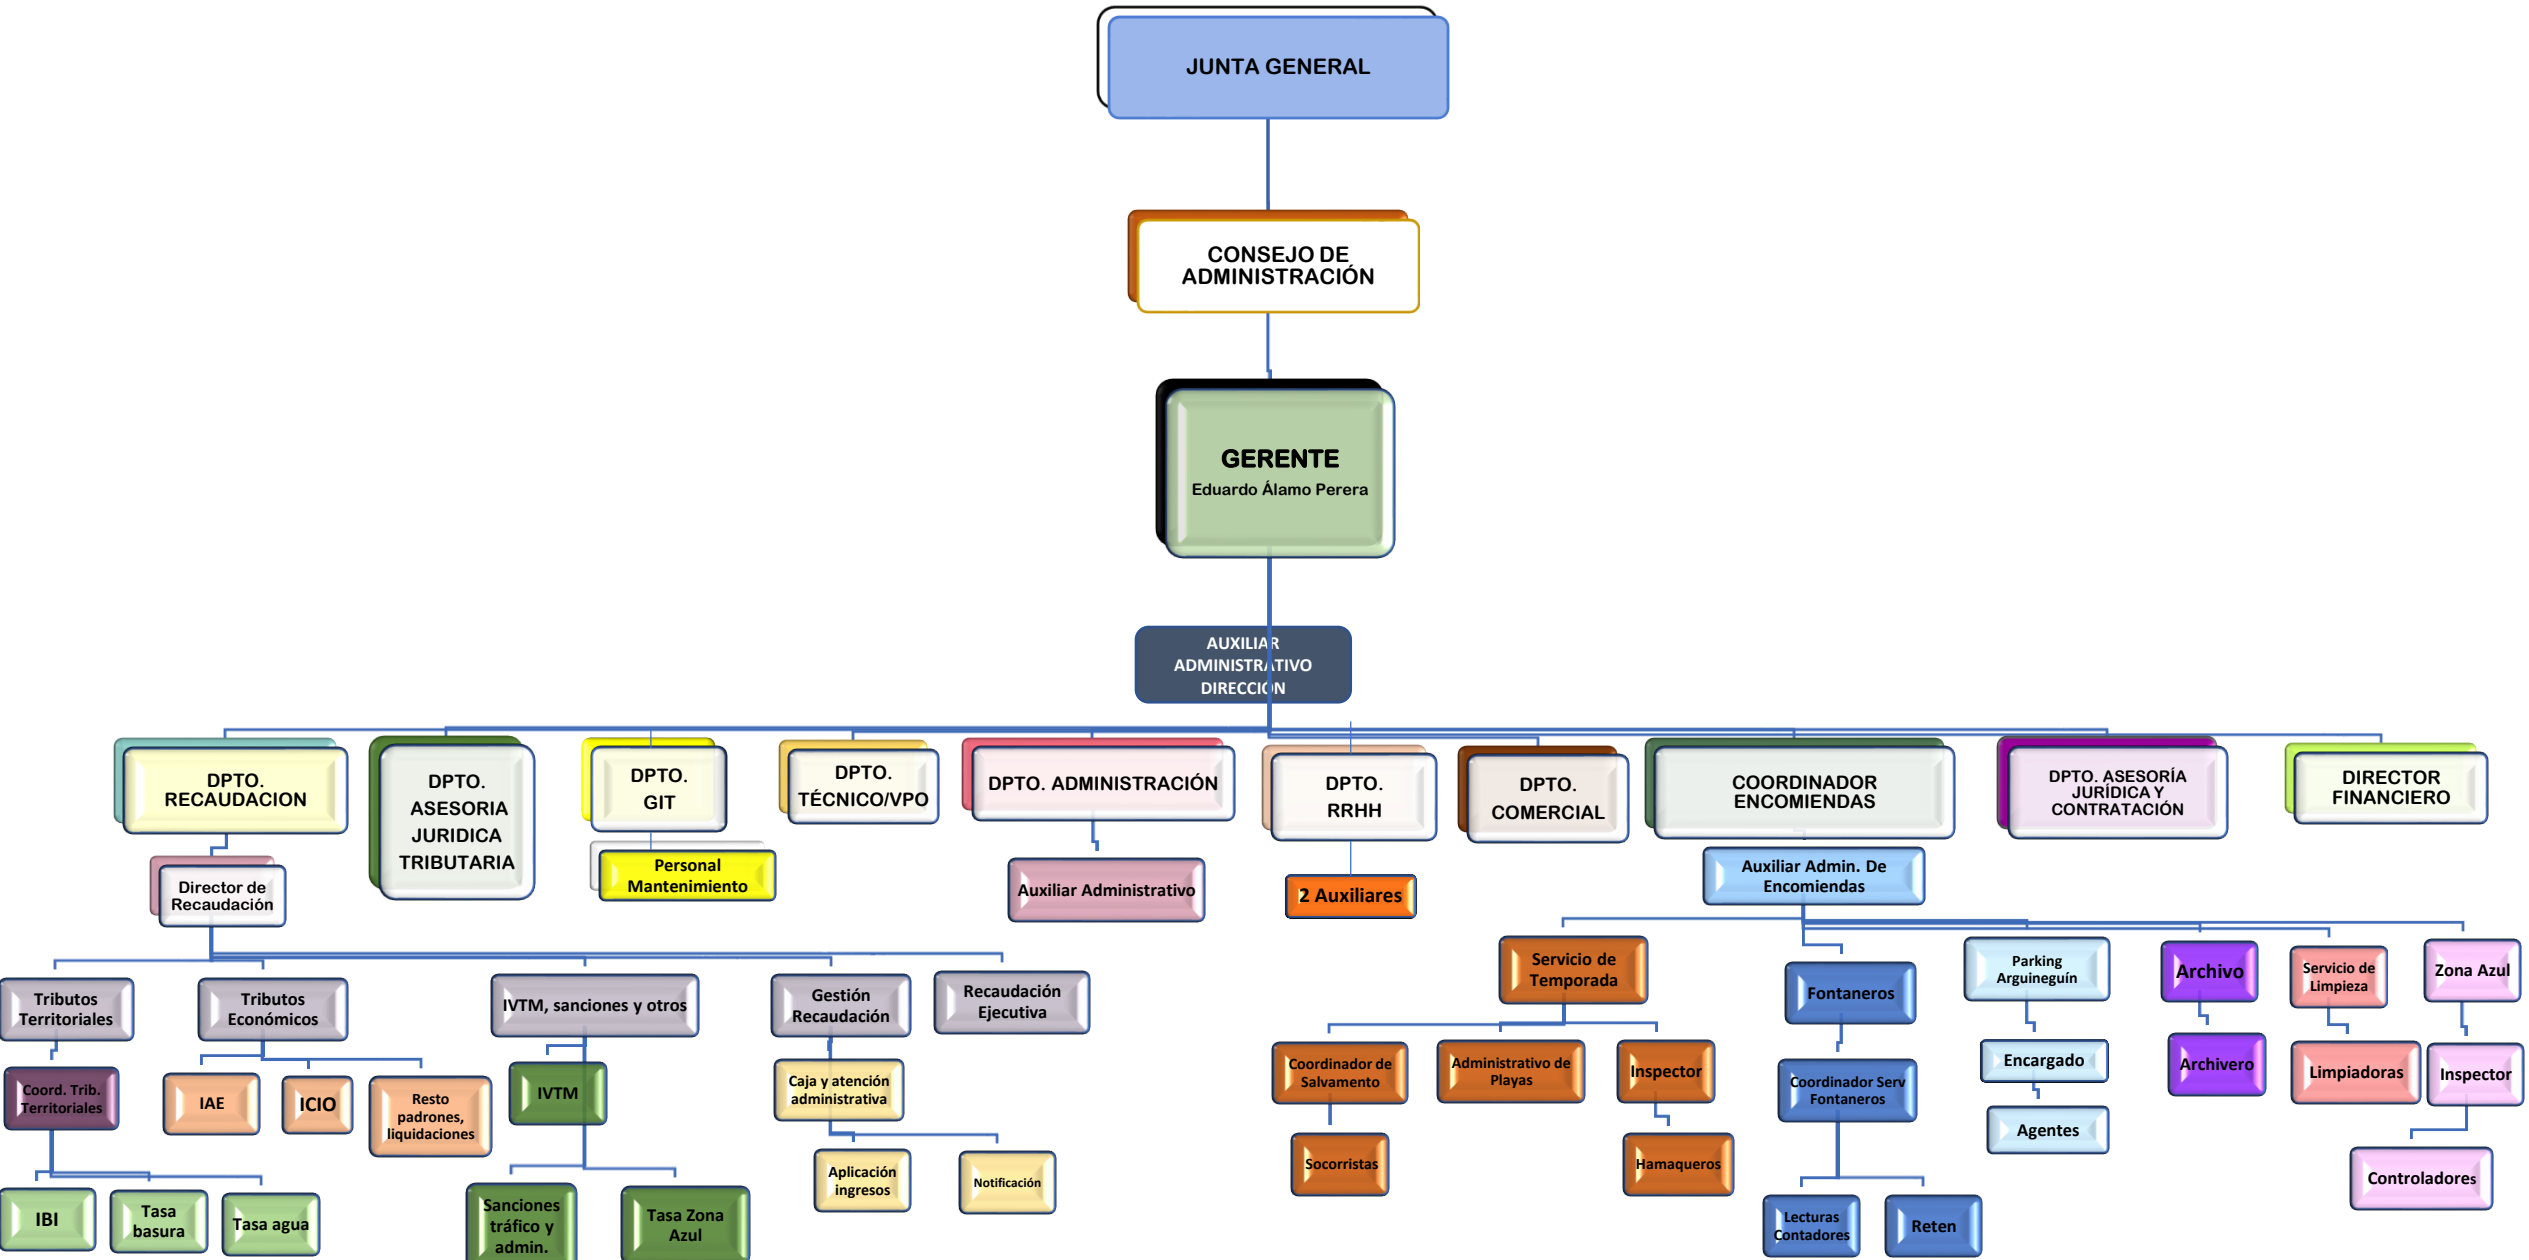 JUNTA GENERAL
CONSEJO DE
ADMINISTRACIÓN
GERENTE
Eduardo Álamo Perera
AUXILIAR
ADMINISTRATIVO
DIRECCIÓN
DPTO.
RECAUDACION
DPTO.
ASESORIA
JURIDICA
TRIBUTARIA
DPTO.
GIT
DPTO.
TÉCNICO/VPO
DPTO. ADMINISTRACIÓN
DPTO.
RRHH
DPTO.
COMERCIAL
COORDINADOR
ENCOMIENDAS
DPTO. ASESORÍA
JURÍDICA Y
CONTRATACIÓN
DIRECTOR
FINANCIERO
Director de
Recaudación
Personal
Mantenimiento
Auxiliar Administrativo
2 Auxiliares
Auxiliar Admin. De
Encomiendas
Tributos
Territoriales
Tributos
Económicos
IVTM, sanciones y otros
Gestión
Recaudación
Recaudación
Ejecutiva
Servicio de
Temporada
Fontaneros
Parking
Arguineguín
Archivo
Servicio de
Limpieza
Zona Azul
Coord. Trib.
Territoriales
IAE
ICIO
Resto
padrones,
liquidaciones
IVTM
Caja y atención
administrativa
Coordinador de
Salvamento
Administrativo de
Playas
Inspector
Coordinador Serv
Fontaneros
Encargado
Archivero
Limpiadoras
Inspector
Agentes
IBI
Tasa
basura
Tasa agua
Sanciones
tráfico y
admin.
Tasa Zona
Azul
Aplicación
ingresos
Notificación
Socorristas
Hamaqueros
Lecturas
Contadores
Reten
Controladores